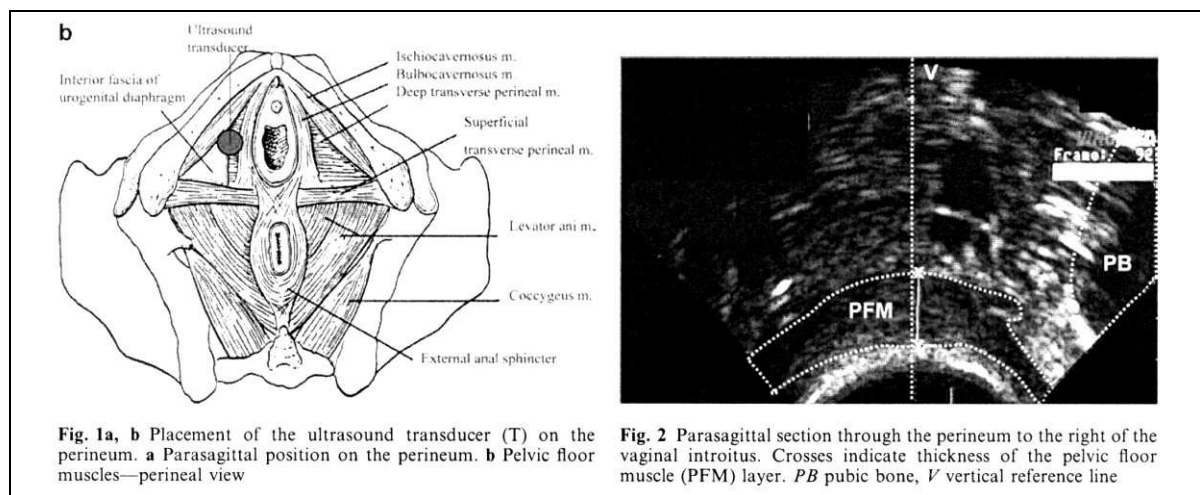 b
Ultrasound
transducer
Inferior fascia of
urogenital diaphragm
Ischiocavernosus m.
Bulbocavernosus m.
Deep transverse perineal m.
Superficial
transverse perineal m.
Levator ani m.
Coccygeus m.
External anal sphincter
Fig. 1a, b Placement of the ultrasound transducer (T) on the
perineum. a Parasagittal position on the perineum. b Pelvic floor
muscles—perineal view
V
PB
PFM
Fig. 2 Parasagittal section through the perineum to the right of the
vaginal introitus. Crosses indicate thickness of the pelvic floor
muscle (PFM) layer. PB pubic bone, V vertical reference line